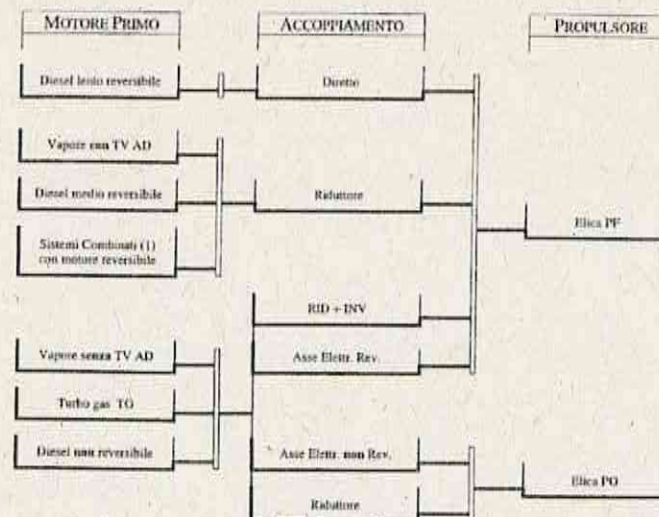 MOTORE PRIMO
ACCOPPIAMENTO
PROPULSORE
Diesel lento reversibile
Diretto
Vapore con TV AD
Diesel medio reversibile
Riduttore
Sistemi Combinati (1)
con motore reversibile
Elica PF
RID + INV
Vapore senza TV AD
Asse Elettr. Rev.
Turbo gas TG
Diesel non reversibile
Asse Elettr. non Rev.
Riduttore
Elica PO